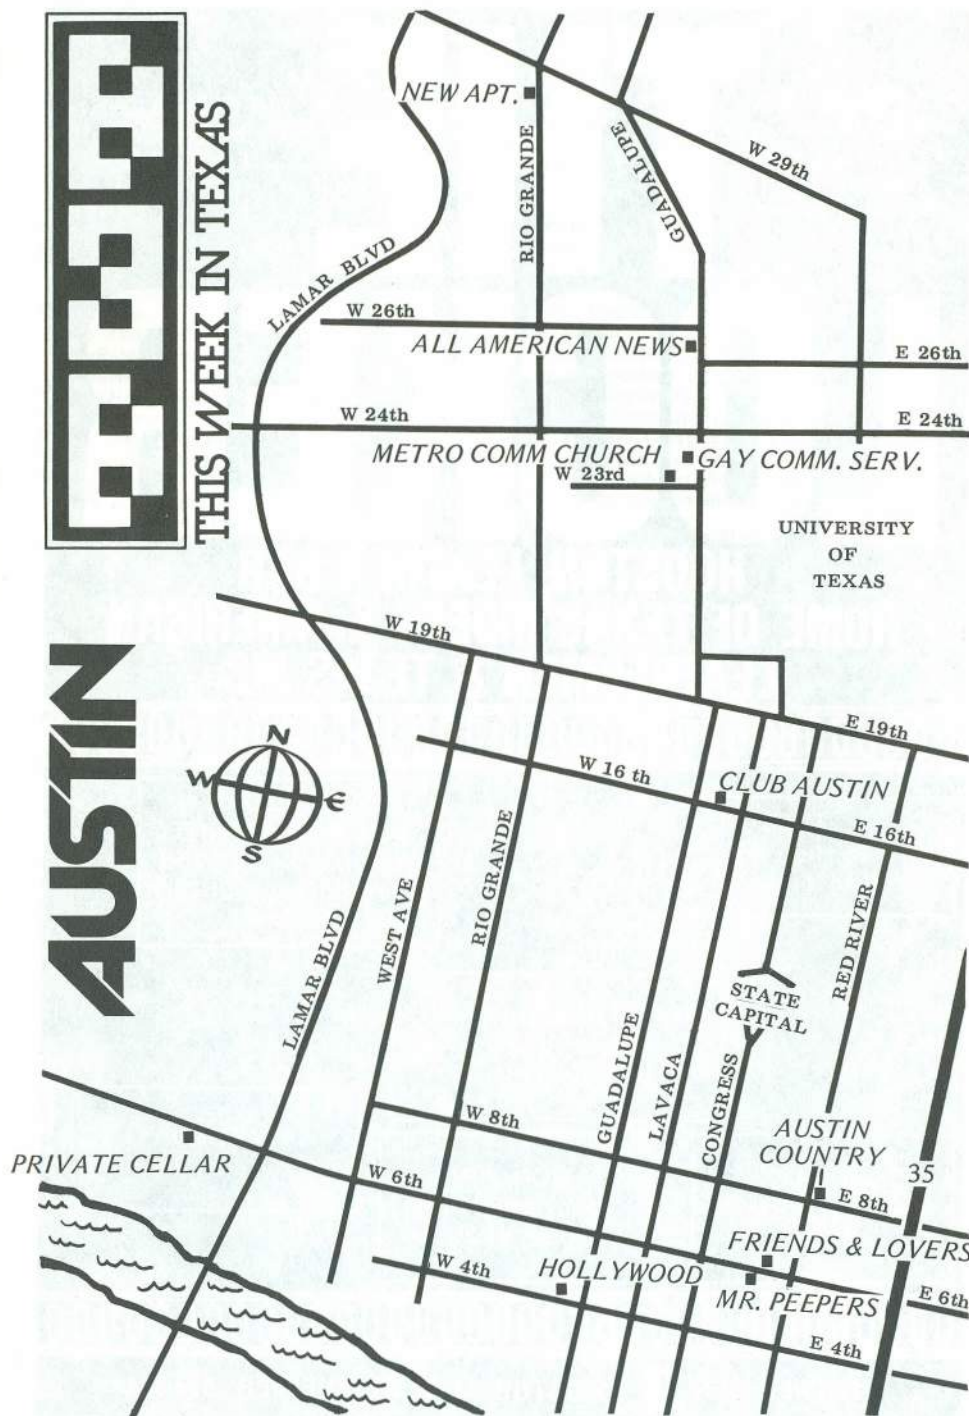 THIS WEEK IN TEXAS
AUSTIN
NEW APT.
RIO GRANDE
GUADALUPE
W 29th
LAMAR BLVD
W 26th
ALL AMERICAN NEWS
E 26th
W 24th
E 24th
METRO COMM CHURCH
GAY COMM. SERV.
W 23rd
UNIVERSITY
OF
TEXAS
W 19th
E 19th
N
W
E
S
W 16 th
CLUB AUSTIN
E 16th
RIO GRANDE
WEST AVE
LAMAR BLVD
RED RIVER
STATE
CAPITAL
GUADALUPE
LAVACA
CONGRESS
W 8th
AUSTIN
COUNTRY
PRIVATE CELLAR
W 6th
35
E 8th
FRIENDS & LOVERS
W 4th
HOLLYWOOD
MR. PEEPERS
E 6th
E 4th